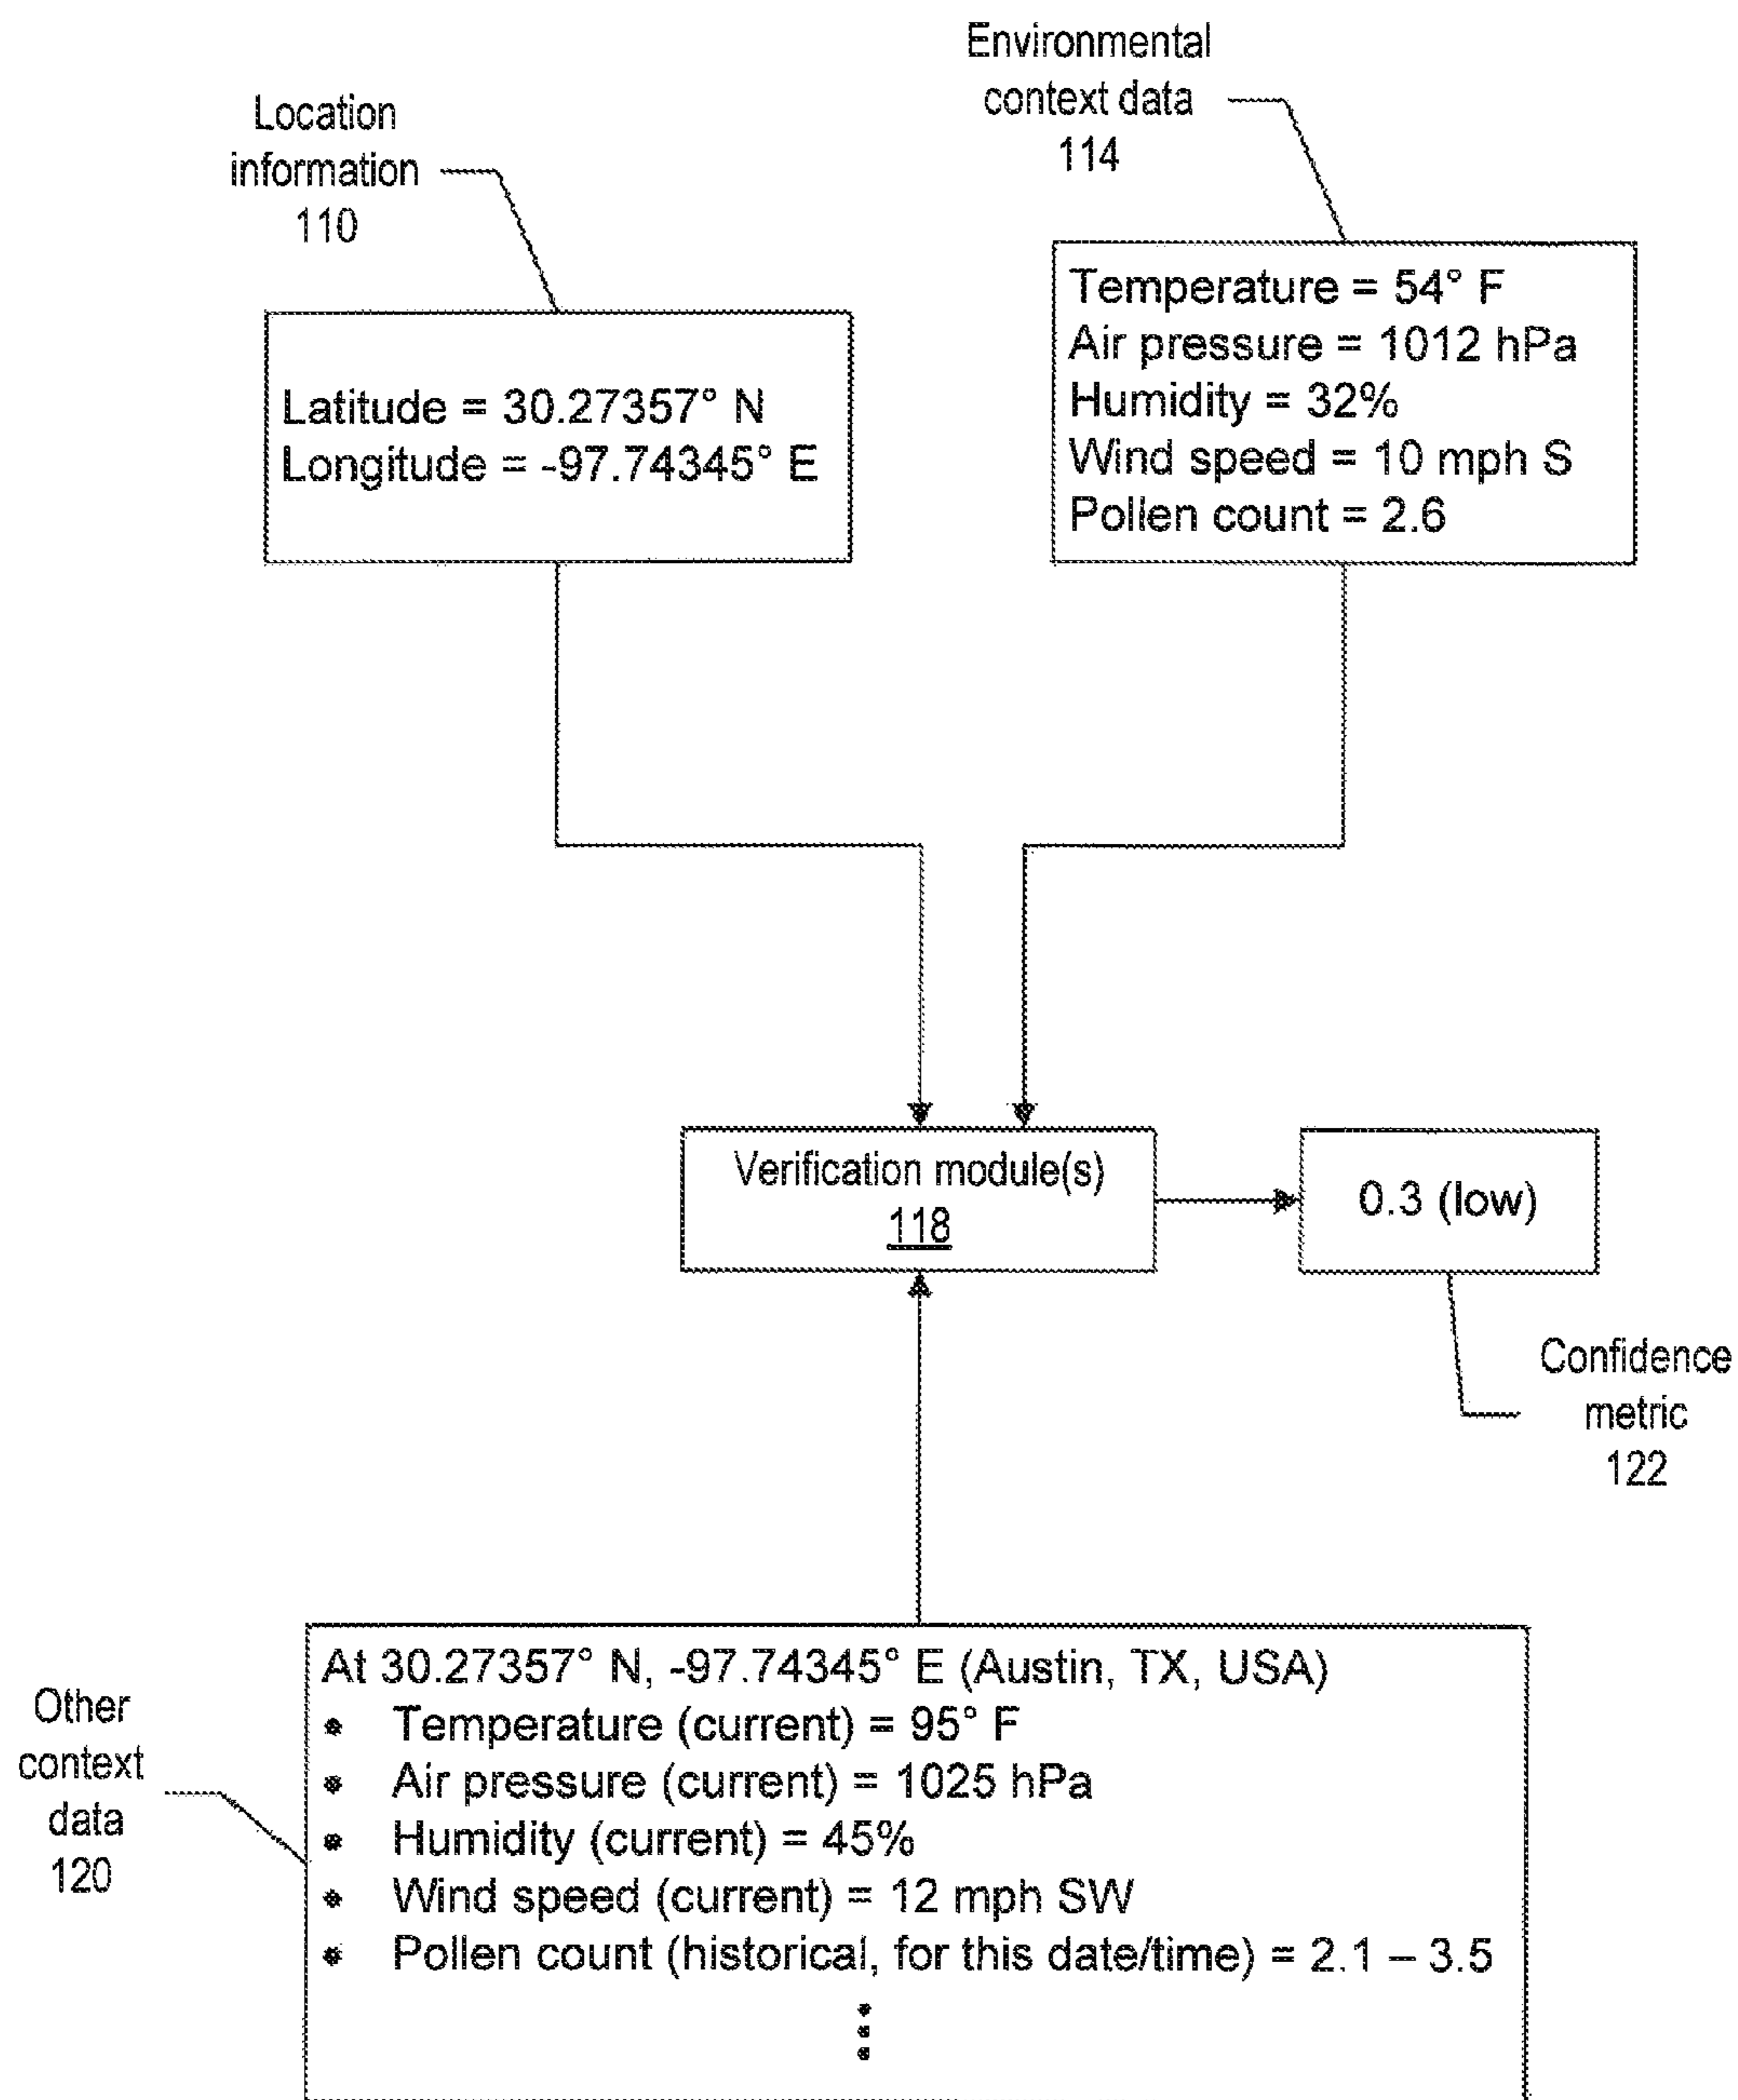 Environmental
context data
114
Location
information
110
Temperature = 54° F
Air pressure = 1012 hPa
Humidity = 32%
Wind speed = 10 mph S
Pollen count = 2.6
Latitude = 30.27357° N
Longitude = -97.74345° E
Verification module(s)
118
0.3 (low)
Confidence
metric
122
Other
context
data
120
At 30.27357° N, -97.74345° E (Austin, TX, USA)
• Temperature (current) = 95° F
• Air pressure (current) = 1025 hPa
• Humidity (current) = 45%
• Wind speed (current) = 12 mph SW
• Pollen count (historical, for this date/time) = 2.1 – 3.5